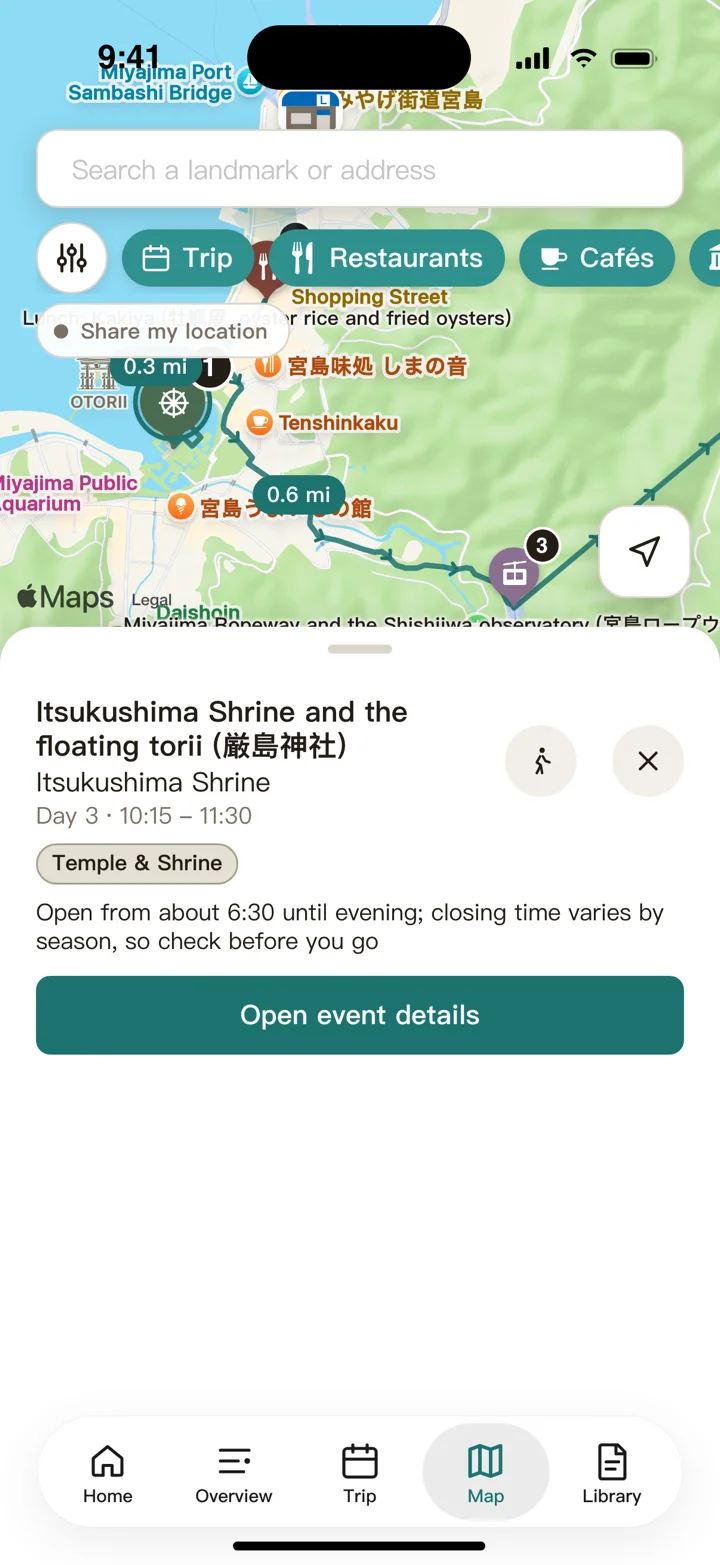 9:41
Miyajima Port
Sambashi Bridge
みやげ街道宮島
Search a landmark or address
Trip
Restaurants
Cafés
Shopping Street
oyster rice and fried oysters)
Share my location
0.3 mi
1
宮島味処 しまの音
OTORII
Tenshinkaku
Miyajima Public
Aquarium
0.6 mi
3
Maps
Legal
Daishoin
Miyajima Ropeway and the Shishiiwa observatory (宮島ロープウ
Itsukushima Shrine and the
floating torii (厳島神社)
Itsukushima Shrine
Day 3 · 10:15 – 11:30
Temple & Shrine
Open from about 6:30 until evening; closing time varies by
season, so check before you go
Open event details
Home
Overview
Trip
Map
Library